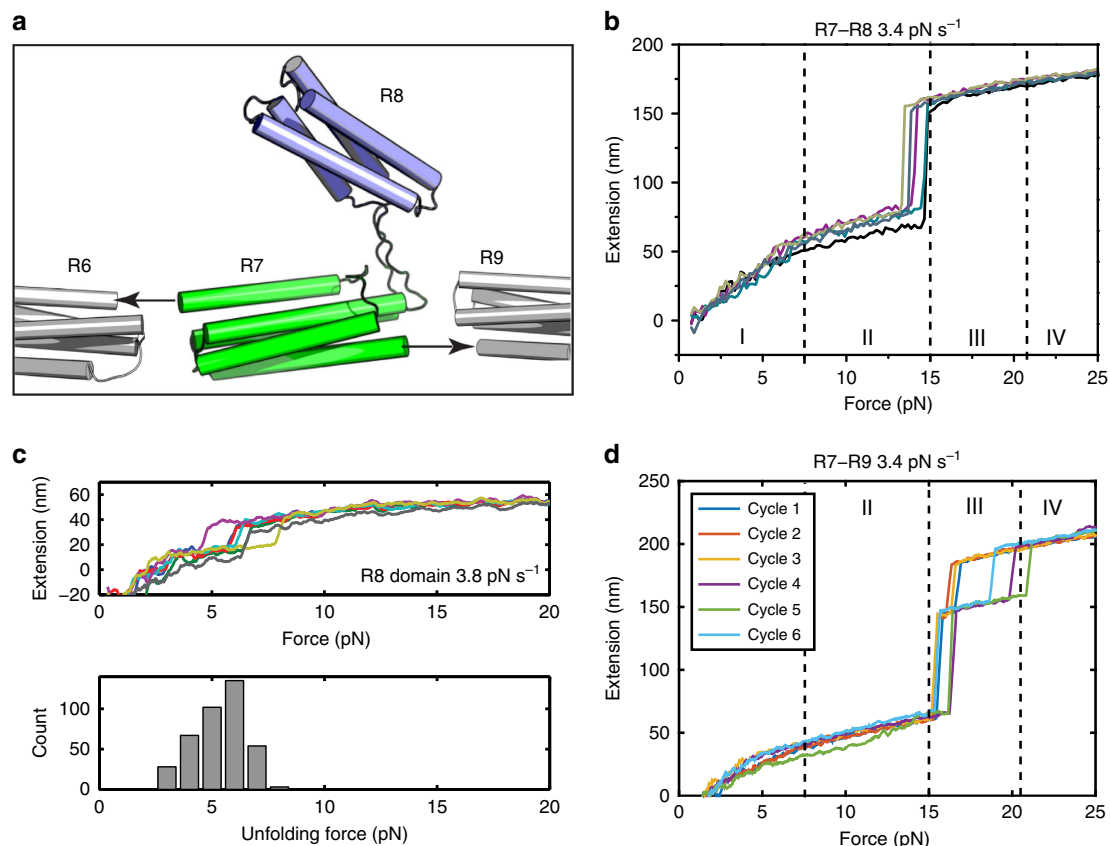 a
R8
R6
R7
R9
b
R7–R8 3.4 pN s⁻¹
200
150
100
50
0
Extension (nm)
I
II
III
IV
0 5 10 15 20 25
Force (pN)
c
60
40
20
0
−20
Extension (nm)
R8 domain 3.8 pN s⁻¹
0 5 10 15 20
Force (pN)
100
50
0
Count
0 5 10 15 20
Unfolding force (pN)
d
R7–R9 3.4 pN s⁻¹
250
200
150
100
50
0
Extension (nm)
Cycle 1
Cycle 2
Cycle 3
Cycle 4
Cycle 5
Cycle 6
II
III
IV
0 5 10 15 20 25
Force (pN)